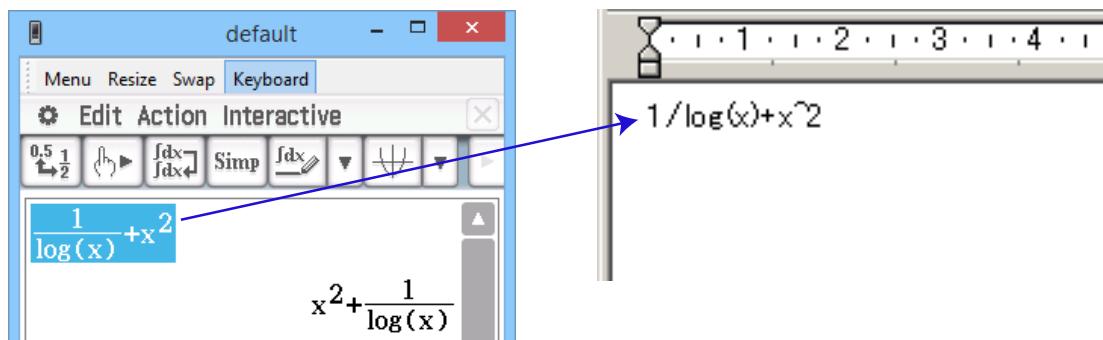 default
Menu Resize Swap Keyboard
Edit Action Interactive
0.5 1/2 ∫dx ∫dx Simp ∫dx
1/log(x)+x^2
x^2+1/log(x)
1 2 3 4
1/log(x)+x^2